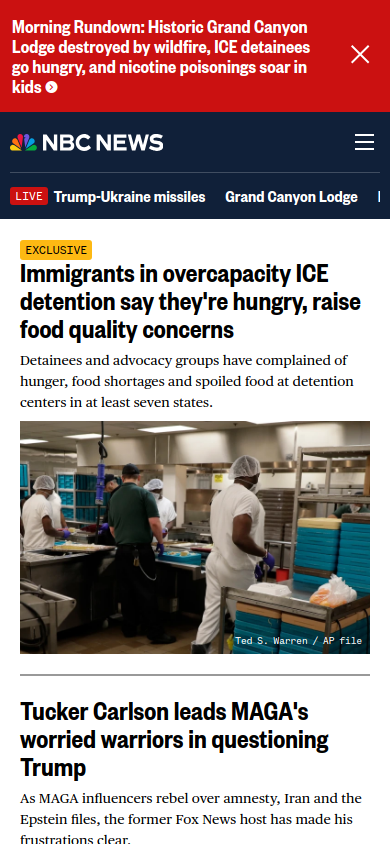 Morning Rundown: Historic Grand Canyon
Lodge destroyed by wildfire, ICE detainees
go hungry, and nicotine poisonings soar in
kids
NBC NEWS
LIVE Trump-Ukraine missiles Grand Canyon Lodge
EXCLUSIVE
Immigrants in overcapacity ICE
detention say they're hungry, raise
food quality concerns
Detainees and advocacy groups have complained of
hunger, food shortages and spoiled food at detention
centers in at least seven states.
Ted S. Warren / AP file
Tucker Carlson leads MAGA's
worried warriors in questioning
Trump
As MAGA influencers rebel over amnesty, Iran and the
Epstein files, the former Fox News host has made his
frustrations clear.